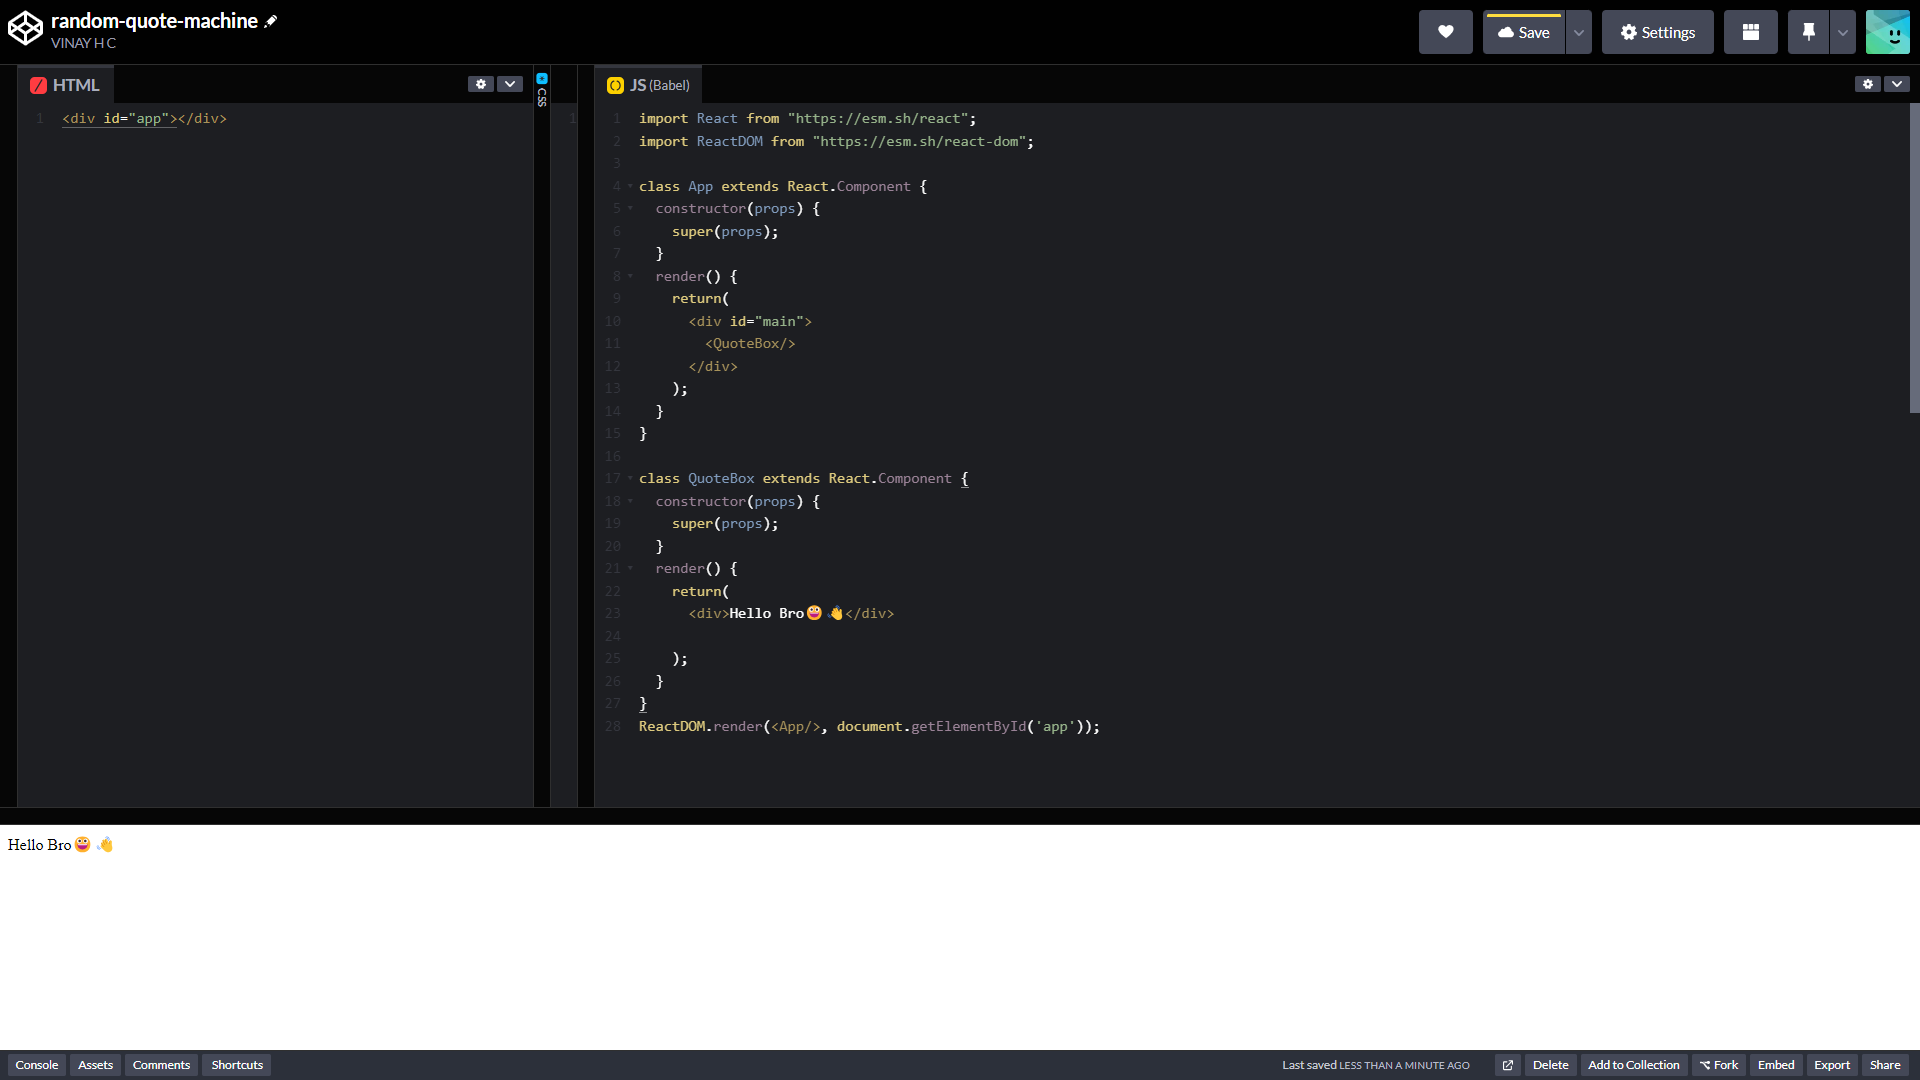 random-quote-machine
VINAY H C
Save
Settings
HTML
CSS
JS (Babel)
1 <div id="app"></div>
1
1 import React from "https://esm.sh/react";
2 import ReactDOM from "https://esm.sh/react-dom";
3
4 class App extends React.Component {
5 constructor(props) {
6 super(props);
7 }
8 render() {
9 return(
10 <div id="main">
11 <QuoteBox/>
12 </div>
13 );
14 }
15 }
16
17 class QuoteBox extends React.Component {
18 constructor(props) {
19 super(props);
20 }
21 render() {
22 return(
23 <div>Hello Bro😀 👋</div>
24
25 );
26 }
27 }
28 ReactDOM.render(<App/>, document.getElementById('app'));
Hello Bro😀 👋
Console Assets Comments Shortcuts
Last saved LESS THAN A MINUTE AGO
Delete Add to Collection Fork Embed Export Share